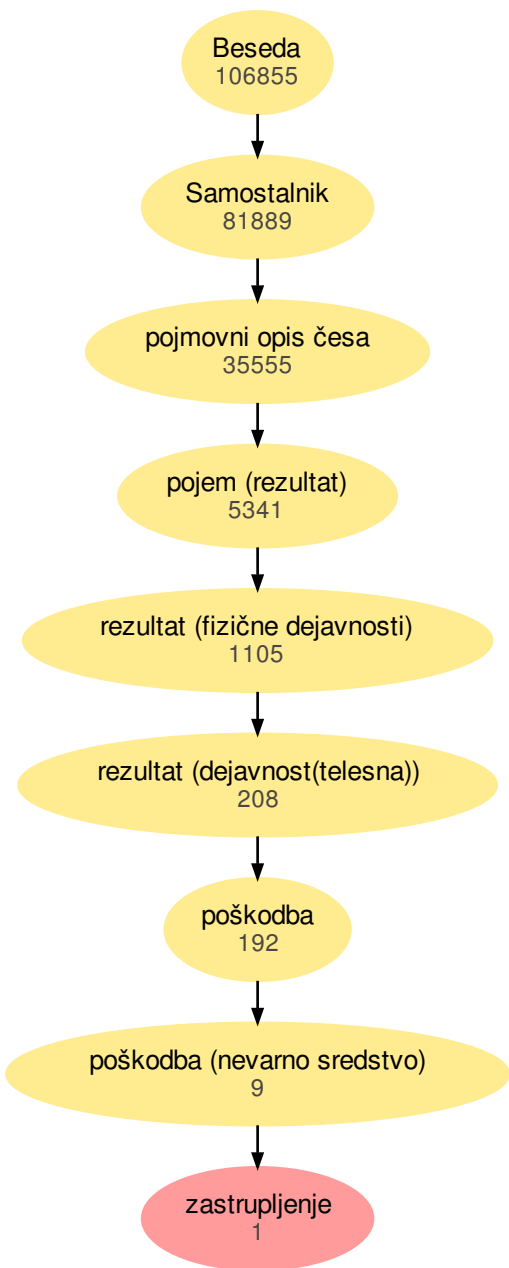 Beseda
106855
Samostalnik
81889
pojmovni opis česa
35555
pojem (rezultat)
5341
rezultat (fizične dejavnosti)
1105
rezultat (dejavnost(telesna))
208
poškodba
192
poškodba (nevarno sredstvo)
9
zastrupljenje
1